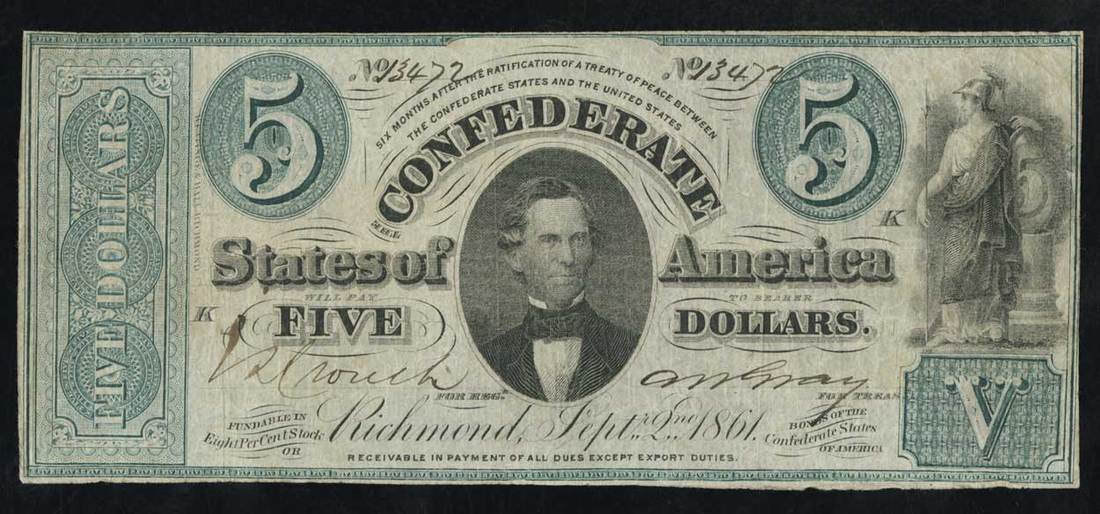 No 13472 No 13472
SIX MONTHS AFTER THE RATIFICATION OF A TREATY OF PEACE BETWEEN
THE CONFEDERATE STATES AND THE UNITED STATES
5 5
CONFEDERATE
FIVE DOLLARS
K
States of America
WILL PAY TO BEARER
K
FIVE DOLLARS.
5
FOR REG. FOR TREAS
Richmond, Sept. 2nd 1861.
FUNDABLE IN
Eight Per Cent Stock
OR
BONDS OF THE
Confederate States
OF AMERICA
V
RECEIVABLE IN PAYMENT OF ALL DUES EXCEPT EXPORT DUTIES.